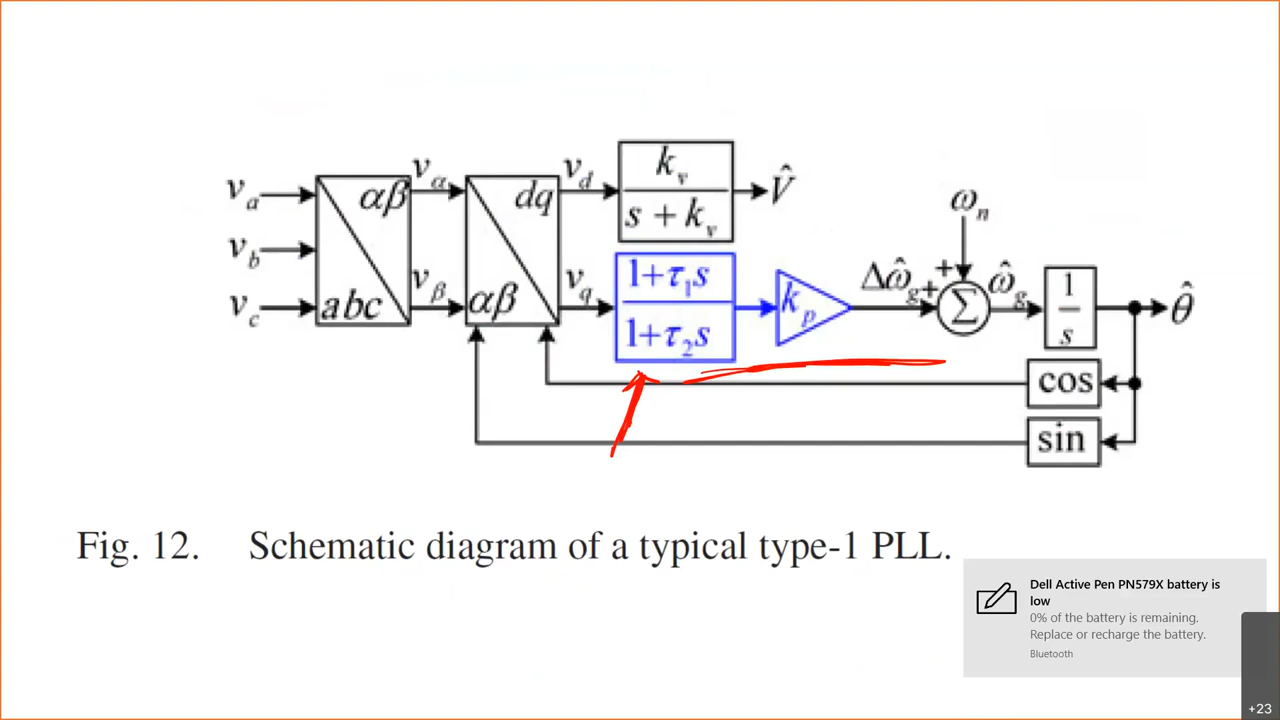 v_a
v_b
v_c
αβ
abc
v_α
v_β
dq
αβ
v_d
v_q
k_v
s + k_v
V̂
1+τ₁s
1+τ₂s
k_p
Δω̂_g
+
+
ω_n
Σ
ω̂_g
1
s
θ̂
cos
sin
Fig. 12. Schematic diagram of a typical type-1 PLL.
Dell Active Pen PN579X battery is
low
0% of the battery is remaining.
Replace or recharge the battery.
Bluetooth
+23